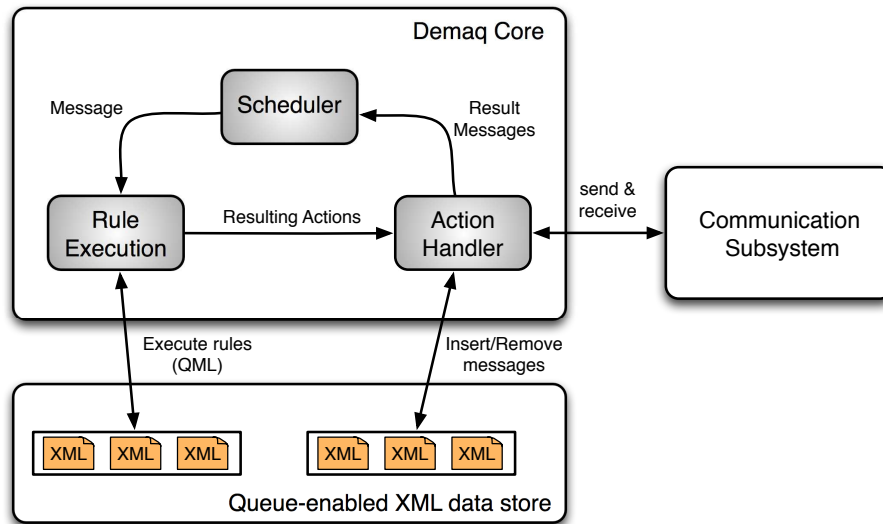 Demaq Core
Message
Scheduler
Result
Messages
Rule
Execution
Resulting Actions
Action
Handler
send &
receive
Communication
Subsystem
Execute rules
(QML)
Insert/Remove
messages
XML XML XML
XML XML XML
Queue-enabled XML data store